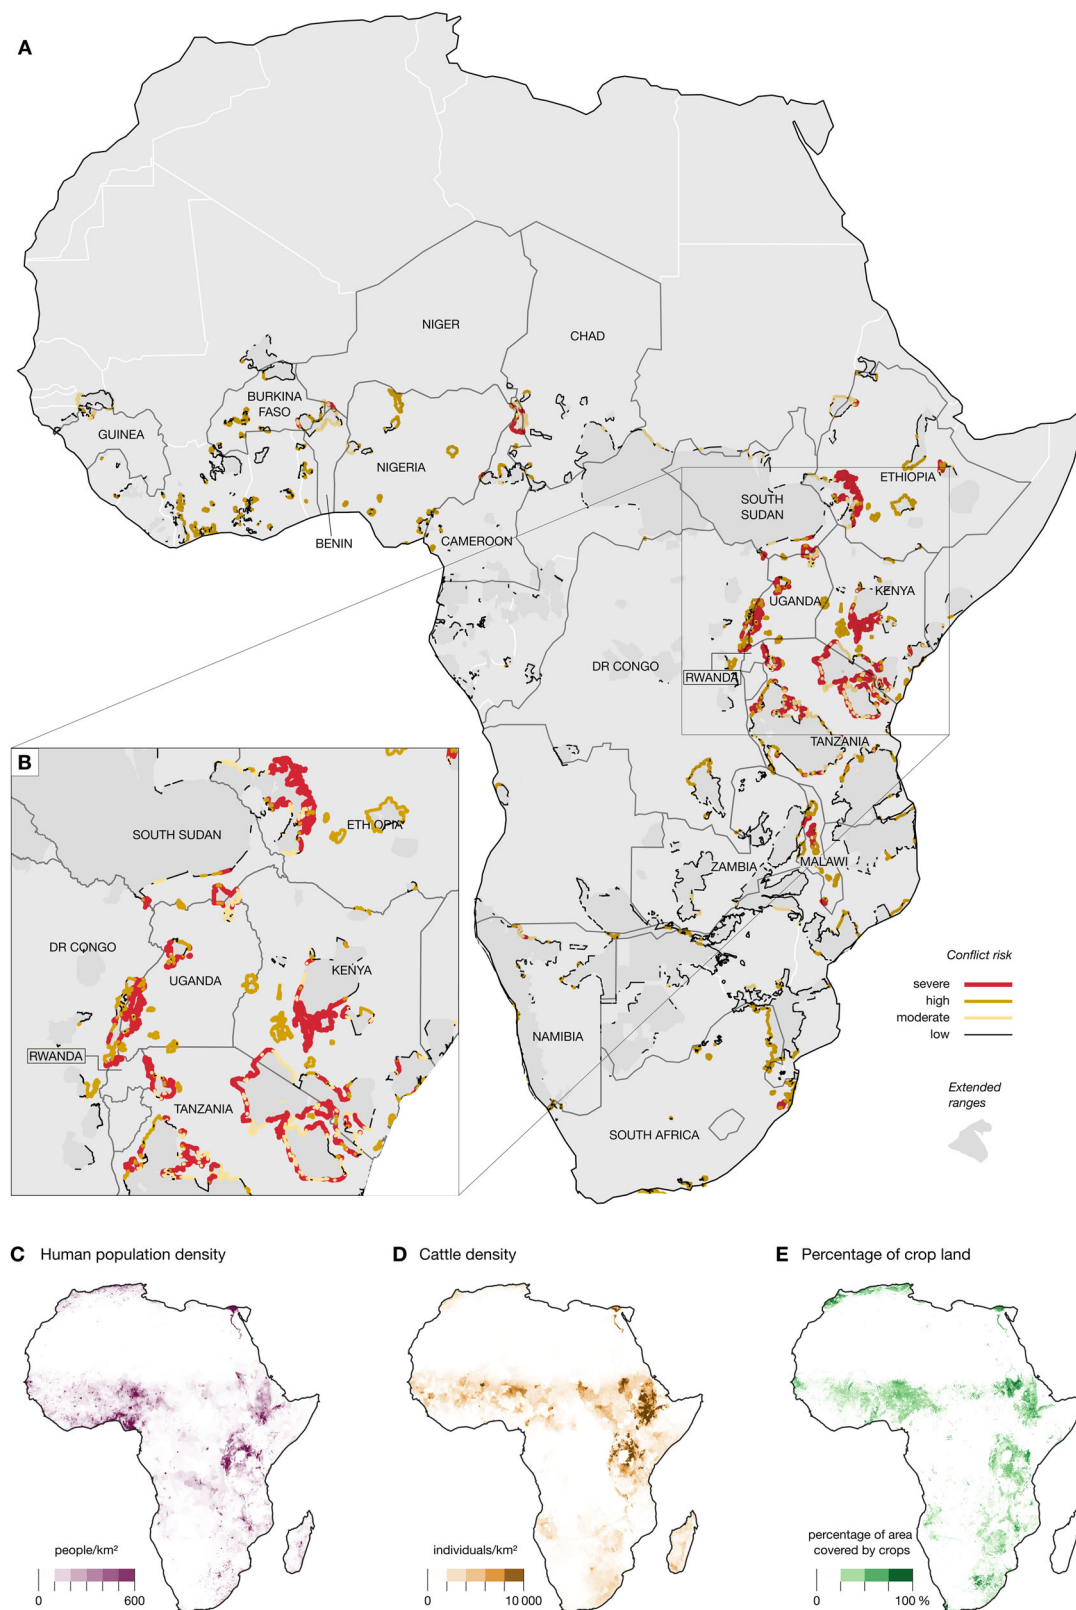 A
NIGER
CHAD
BURKINA
FASO
GUINEA
NIGERIA
ETHIOPIA
SOUTH
SUDAN
BENIN
CAMEROON
KENYA
UGANDA
DR CONGO
RWANDA
TANZANIA
B
SOUTH SUDAN
ETHIOPIA
ZAMBIA
MALAWI
DR CONGO
UGANDA
KENYA
Conflict risk
severe
high
moderate
low
NAMIBIA
RWANDA
TANZANIA
Extended
ranges
SOUTH AFRICA
C Human population density
people/km²
0 600
D Cattle density
individuals/km²
0 10 000
E Percentage of crop land
percentage of area
covered by crops
0 100 %